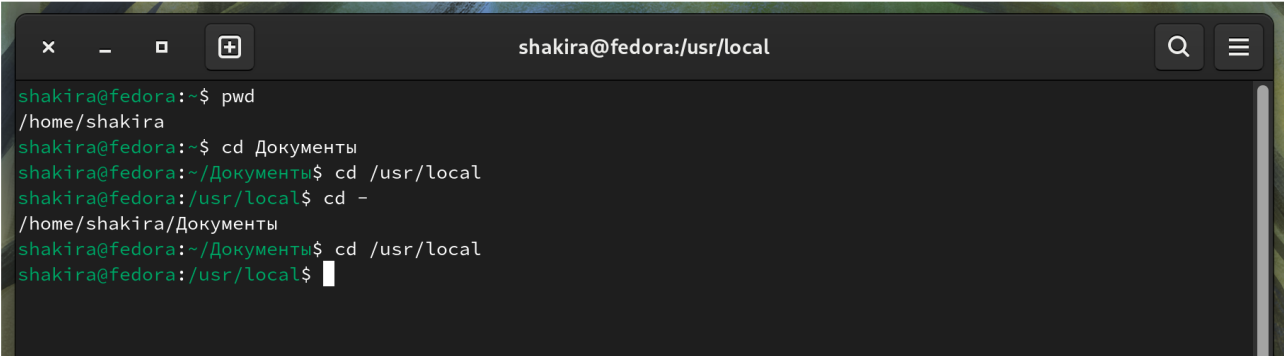 shakira@fedora:/usr/local
shakira@fedora:~$ pwd
/home/shakira
shakira@fedora:~$ cd Документы
shakira@fedora:~/Документы$ cd /usr/local
shakira@fedora:/usr/local$ cd -
/home/shakira/Документы
shakira@fedora:~/Документы$ cd /usr/local
shakira@fedora:/usr/local$